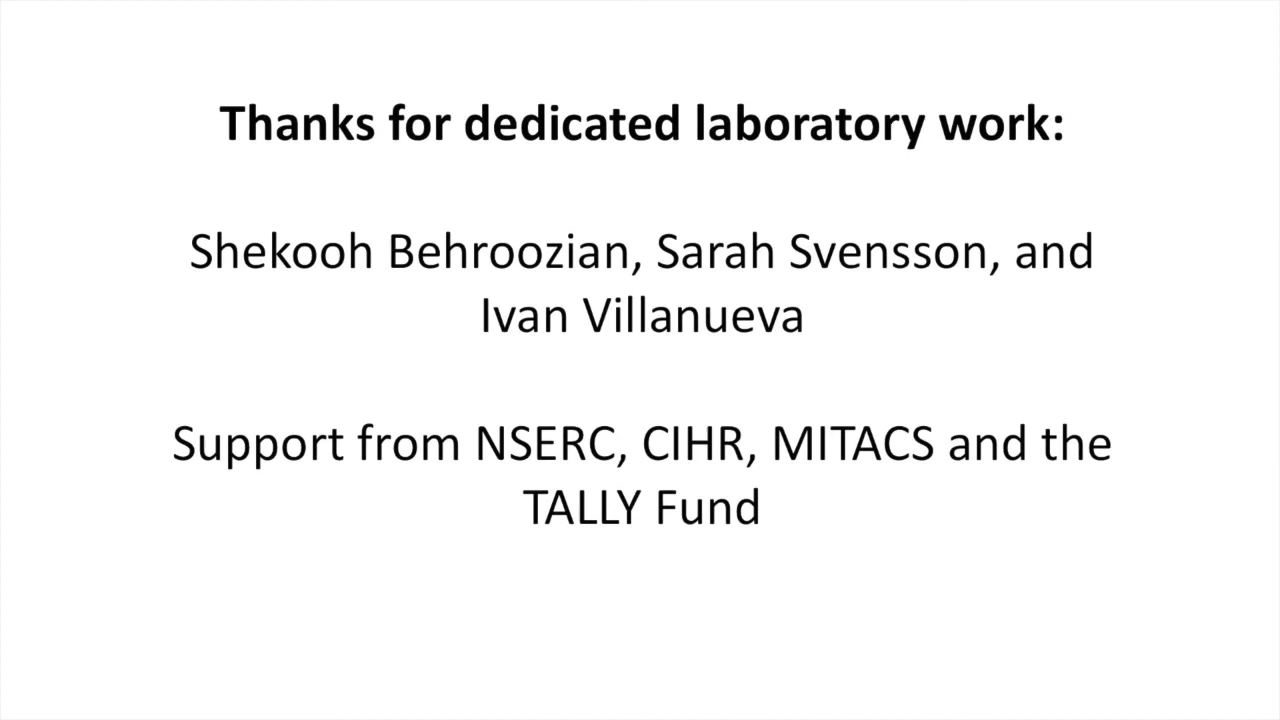 Thanks for dedicated laboratory work:
Shekooh Behroozian, Sarah Svensson, and
Ivan Villanueva
Support from NSERC, CIHR, MITACS and the
TALLY Fund